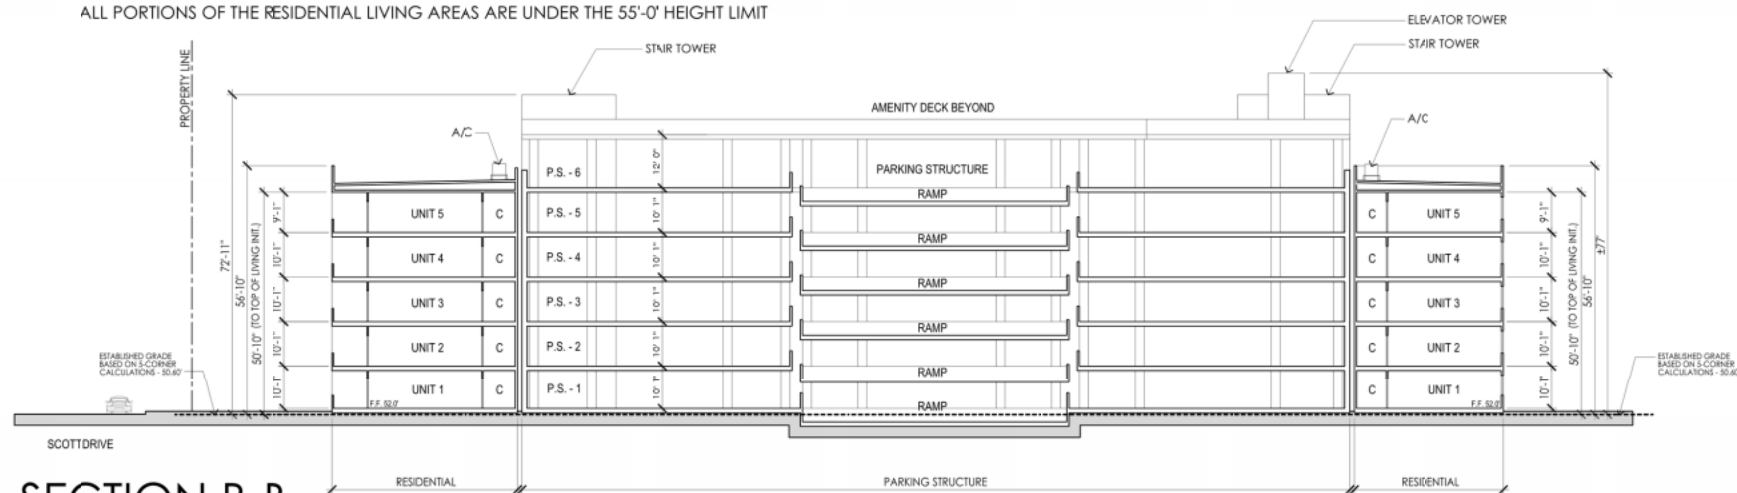 ALL PORTIONS OF THE RESIDENTIAL LIVING AREAS ARE UNDER THE 55'-0" HEIGHT LIMIT
ELEVATOR TOWER
STAIR TOWER
STAIR TOWER
PROPERTY LINE
AMENITY DECK BEYOND
A/C
A/C
PARKING STRUCTURE
12' 0"
P.S. - 6
RAMP
9'-1"
UNIT 5
C
P.S. - 5
10' 1"
C
UNIT 5
9'-1"
RAMP
10'-1"
UNIT 4
C
P.S. - 4
10' 1"
C
UNIT 4
10'-1"
RAMP
72'-11"
56'-10"
50'-10" (TO TOP OF LIVING INIT.)
10'-1"
UNIT 3
C
P.S. - 3
10' 1"
C
UNIT 3
10'-1"
50'-10" (TO TOP OF LIVING INIT.)
56'-10"
±77'
RAMP
10'-1"
UNIT 2
C
P.S. - 2
10' 1"
C
UNIT 2
10'-1"
RAMP
ESTABLISHED GRADE
BASED ON 5-CORNER
CALCULATIONS - 50.60'
10'-1"
UNIT 1
C
P.S. - 1
10' 1"
C
UNIT 1
10'-1"
ESTABLISHED GRADE
BASED ON 5-CORNER
CALCULATIONS - 50.60
F.F. 52.0'
RAMP
F.F. 52.0'
SCOTT DRIVE
RESIDENTIAL
PARKING STRUCTURE
RESIDENTIAL
SECTION B-B